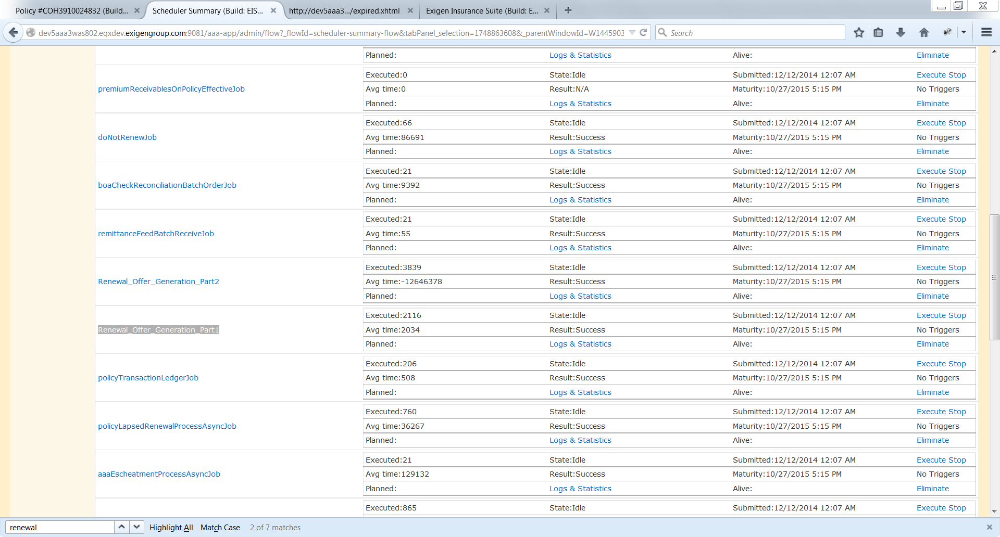 Policy #COH3910024832 (Build...
Scheduler Summary (Build: EIS...
http://dev5aaa3.../expired.xhtml
Exigen Insurance Suite (Build: E...
dev5aaa3was802.eqxdev.exigengroup.com:9081/aaa-app/admin/flow?_flowId=scheduler-summary-flow&tabPanel_selection=1748863608&_parentWindowId=W1445903
Search
Planned: Logs & Statistics Alive: Eliminate
Executed:0 State:Idle Submitted:12/12/2014 12:07 AM Execute Stop
premiumReceivablesOnPolicyEffectiveJob Avg time:0 Result:N/A Maturity:10/27/2015 5:15 PM No Triggers
Planned: Logs & Statistics Alive: Eliminate
Executed:66 State:Idle Submitted:12/12/2014 12:07 AM Execute Stop
doNotRenewJob Avg time:86691 Result:Success Maturity:10/27/2015 5:15 PM No Triggers
Planned: Logs & Statistics Alive: Eliminate
Executed:21 State:Idle Submitted:12/12/2014 12:07 AM Execute Stop
boaCheckReconciliationBatchOrderJob Avg time:9392 Result:Success Maturity:10/27/2015 5:15 PM No Triggers
Planned: Logs & Statistics Alive: Eliminate
Executed:21 State:Idle Submitted:12/12/2014 12:07 AM Execute Stop
remittanceFeedBatchReceiveJob Avg time:55 Result:Success Maturity:10/27/2015 5:15 PM No Triggers
Planned: Logs & Statistics Alive: Eliminate
Executed:3839 State:Idle Submitted:12/12/2014 12:07 AM Execute Stop
Renewal_Offer_Generation_Part2 Avg time:-12646378 Result:Success Maturity:10/27/2015 5:15 PM No Triggers
Planned: Logs & Statistics Alive: Eliminate
Executed:2116 State:Idle Submitted:12/12/2014 12:07 AM Execute Stop
Renewal_Offer_Generation_Part1 Avg time:2034 Result:Success Maturity:10/27/2015 5:15 PM No Triggers
Planned: Logs & Statistics Alive: Eliminate
Executed:206 State:Idle Submitted:12/12/2014 12:07 AM Execute Stop
policyTransactionLedgerJob Avg time:508 Result:Success Maturity:10/27/2015 5:15 PM No Triggers
Planned: Logs & Statistics Alive: Eliminate
Executed:760 State:Idle Submitted:12/12/2014 12:07 AM Execute Stop
policyLapsedRenewalProcessAsyncJob Avg time:36267 Result:Success Maturity:10/27/2015 5:15 PM No Triggers
Planned: Logs & Statistics Alive: Eliminate
Executed:21 State:Idle Submitted:12/12/2014 12:07 AM Execute Stop
aaaEscheatmentProcessAsyncJob Avg time:129132 Result:Success Maturity:10/27/2015 5:15 PM No Triggers
Planned: Logs & Statistics Alive: Eliminate
Executed:865 State:Idle Submitted:12/12/2014 12:07 AM Execute Stop
renewal Highlight All Match Case 2 of 7 matches